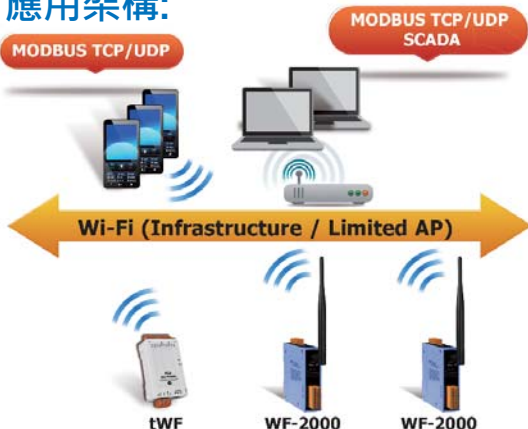 應用架構:
MODBUS TCP/UDP
MODBUS TCP/UDP
SCADA
Wi-Fi (Infrastructure / Limited AP)
tWF
WF-2000
WF-2000